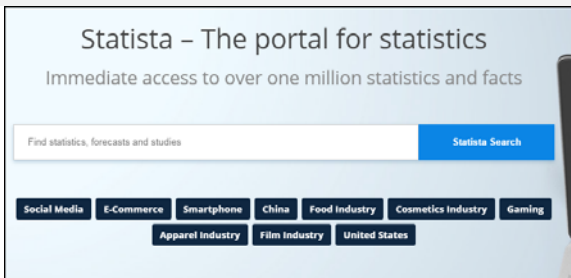 Statista – The portal for statistics
Immediate access to over one million statistics and facts
Find statistics, forecasts and studies Statista Search
Social Media E-Commerce Smartphone China Food Industry Cosmetics Industry Gaming
Apparel Industry Film Industry United States